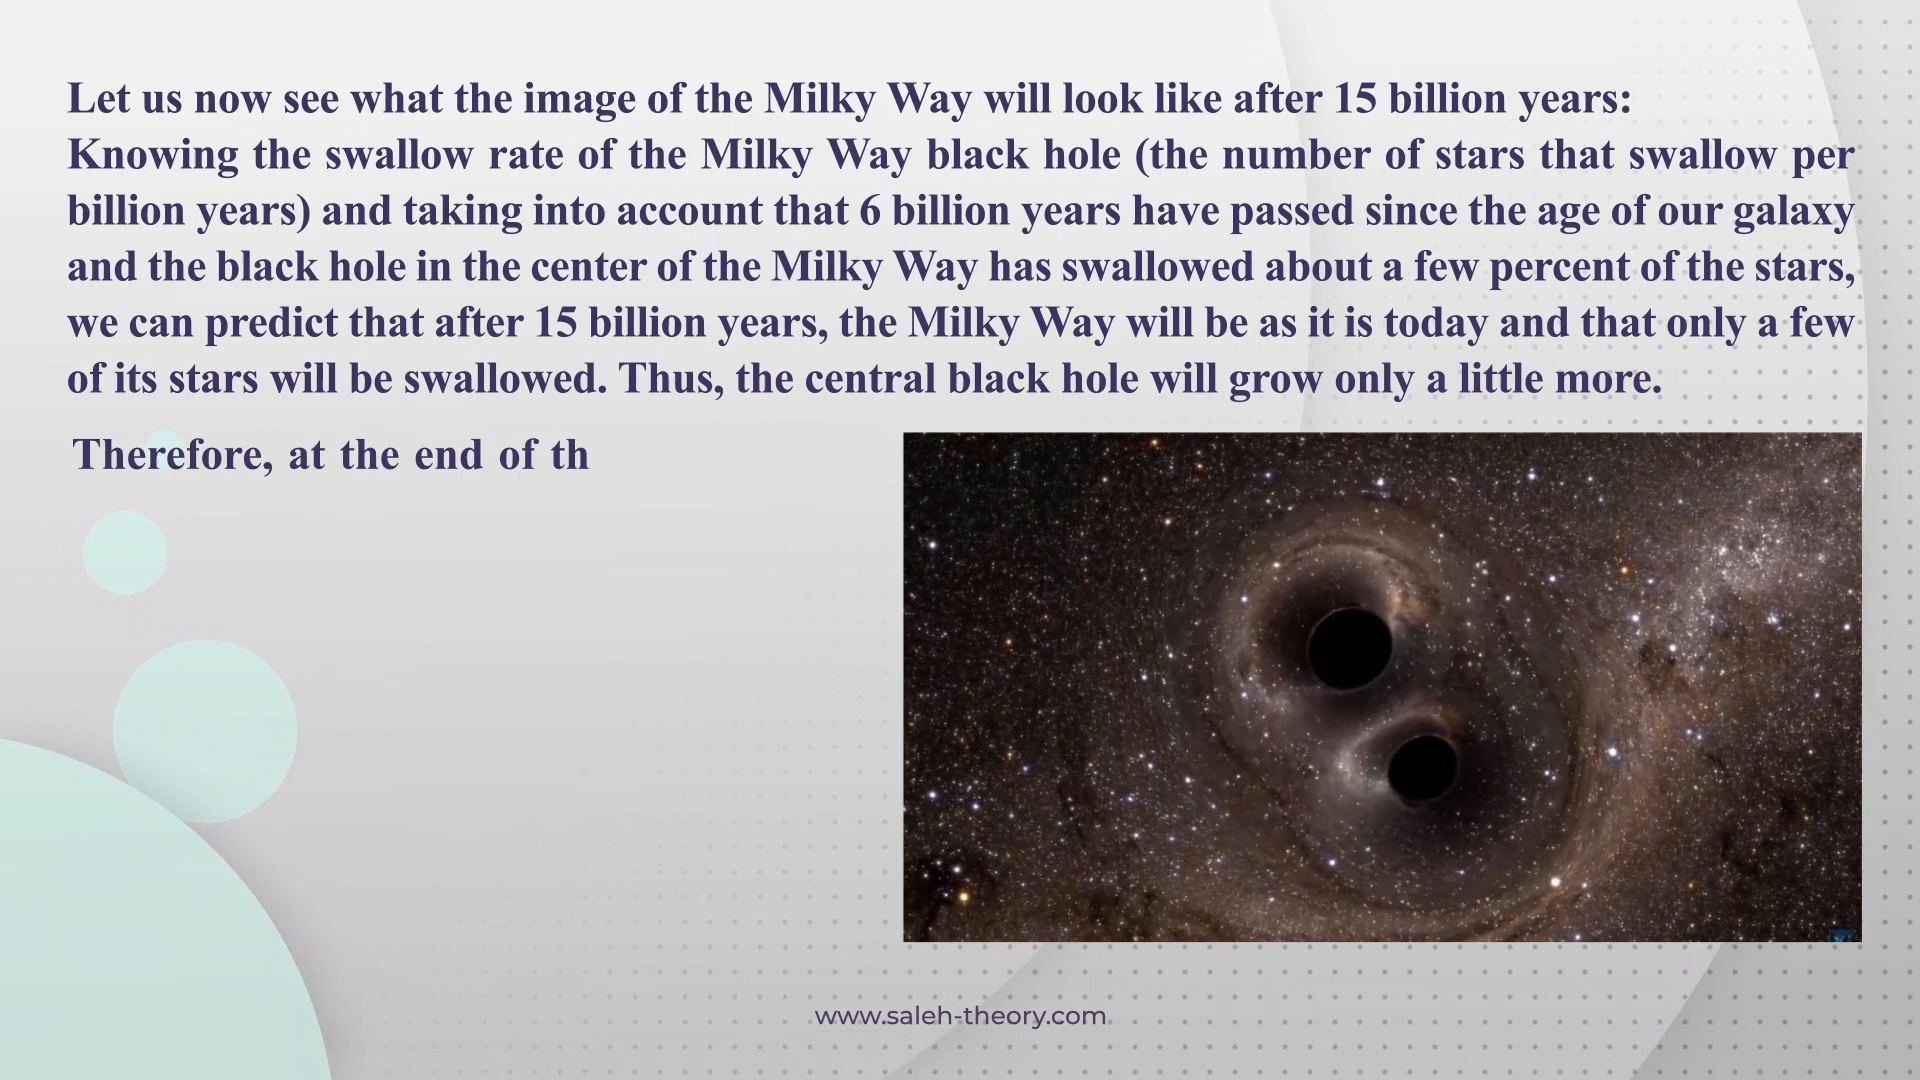 Let us now see what the image of the Milky Way will look like after 15 billion years:
Knowing the swallow rate of the Milky Way black hole (the number of stars that swallow per
billion years) and taking into account that 6 billion years have passed since the age of our galaxy
and the black hole in the center of the Milky Way has swallowed about a few percent of the stars,
we can predict that after 15 billion years, the Milky Way will be as it is today and that only a few
of its stars will be swallowed. Thus, the central black hole will grow only a little more.
Therefore, at the end of th
www.saleh-theory.com